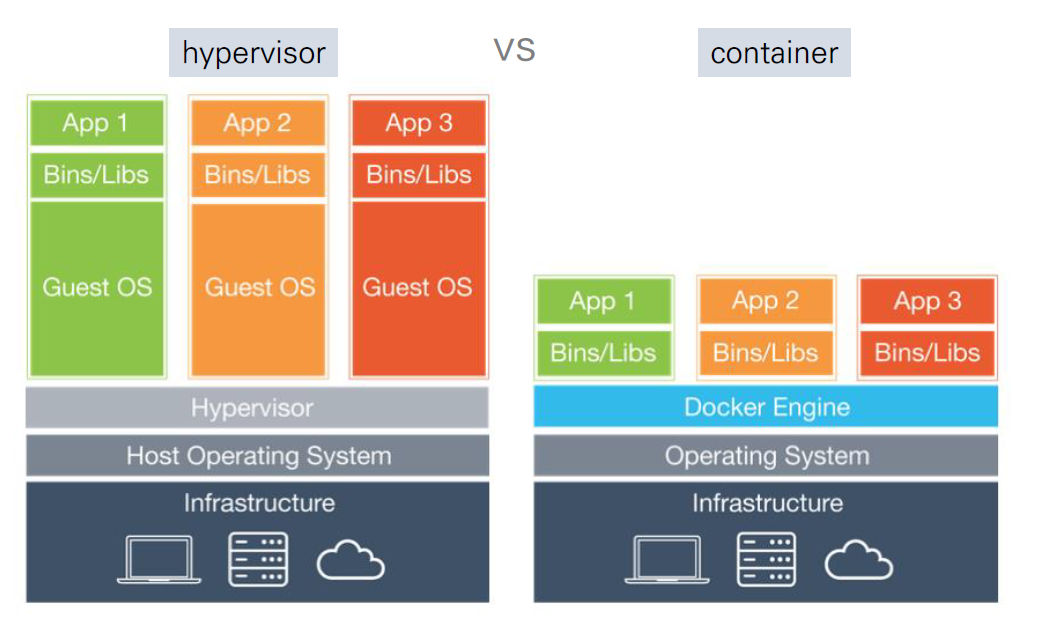 hypervisor
vs
container
App 1
App 2
App 3
Bins/Libs
Bins/Libs
Bins/Libs
Guest OS
Guest OS
Guest OS
Hypervisor
Host Operating System
Infrastructure
App 1
App 2
App 3
Bins/Libs
Bins/Libs
Bins/Libs
Docker Engine
Operating System
Infrastructure